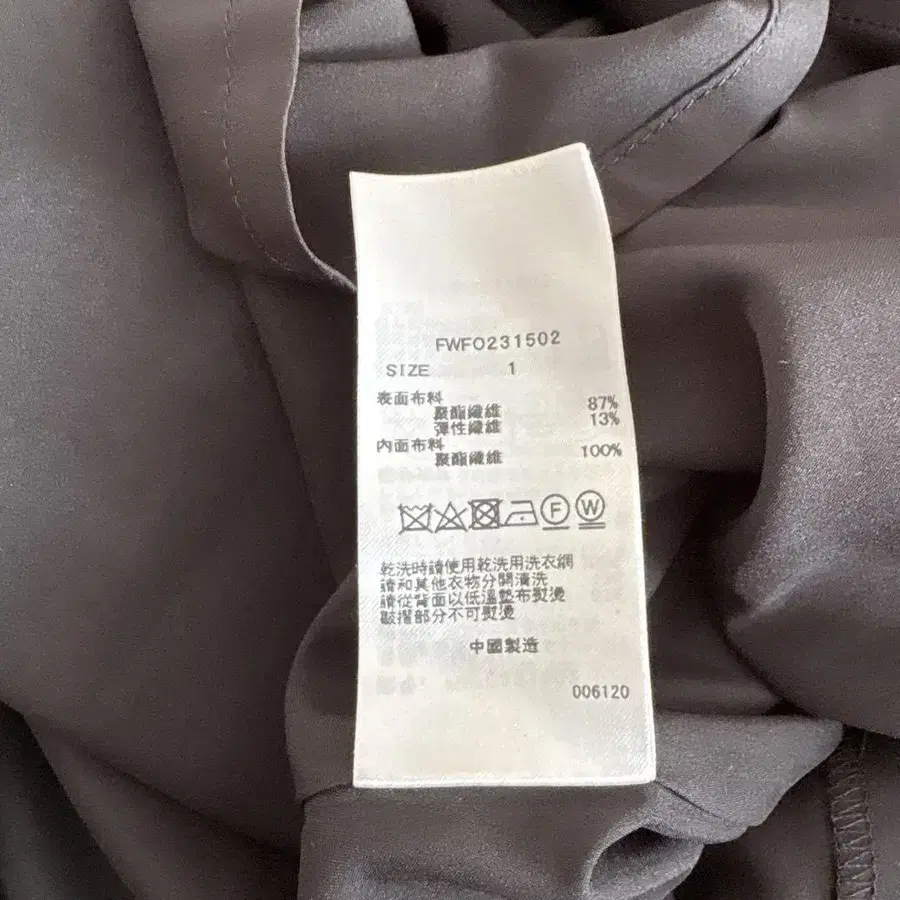 FWFO231502
SIZE 1
表面布料
聚酯纖維 87%
彈性纖維 13%
內面布料
聚酯纖維 100%
F W
乾洗時請使用乾洗用洗衣網
請和其他衣物分開清洗
請從背面以低溫墊布熨燙
皺摺部分不可熨燙
中國製造
006120